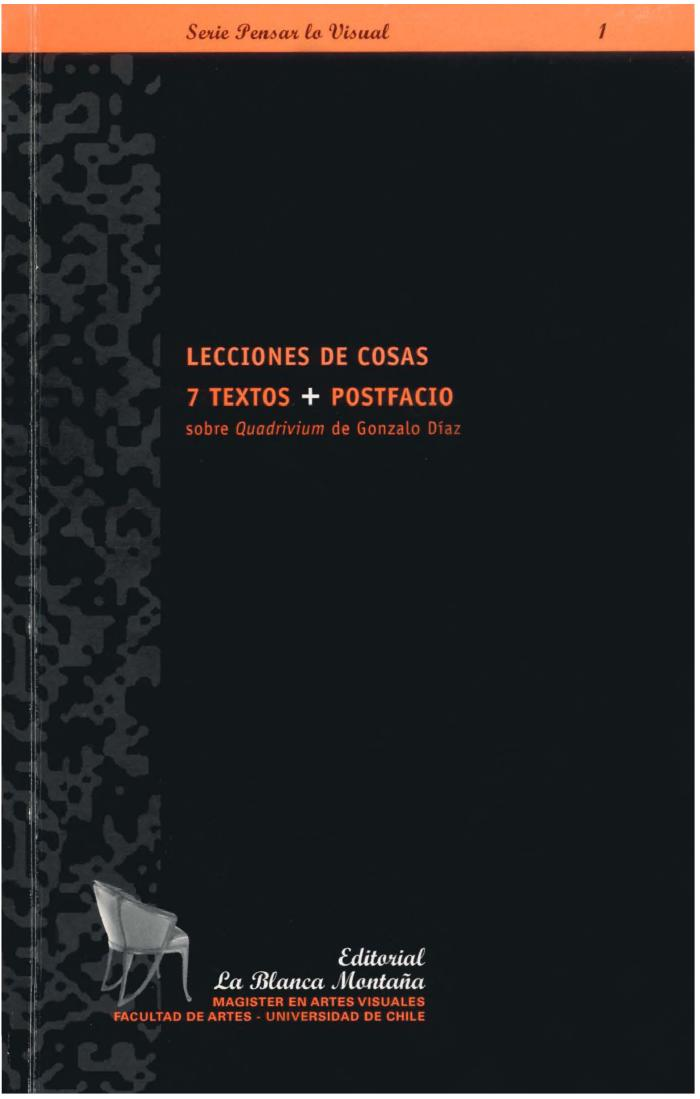 Serie Pensar lo Visual 1
LECCIONES DE COSAS
7 TEXTOS + POSTFACIO
sobre Quadrivium de Gonzalo Díaz
Editorial
La Blanca Montaña
MAGISTER EN ARTES VISUALES
FACULTAD DE ARTES - UNIVERSIDAD DE CHILE